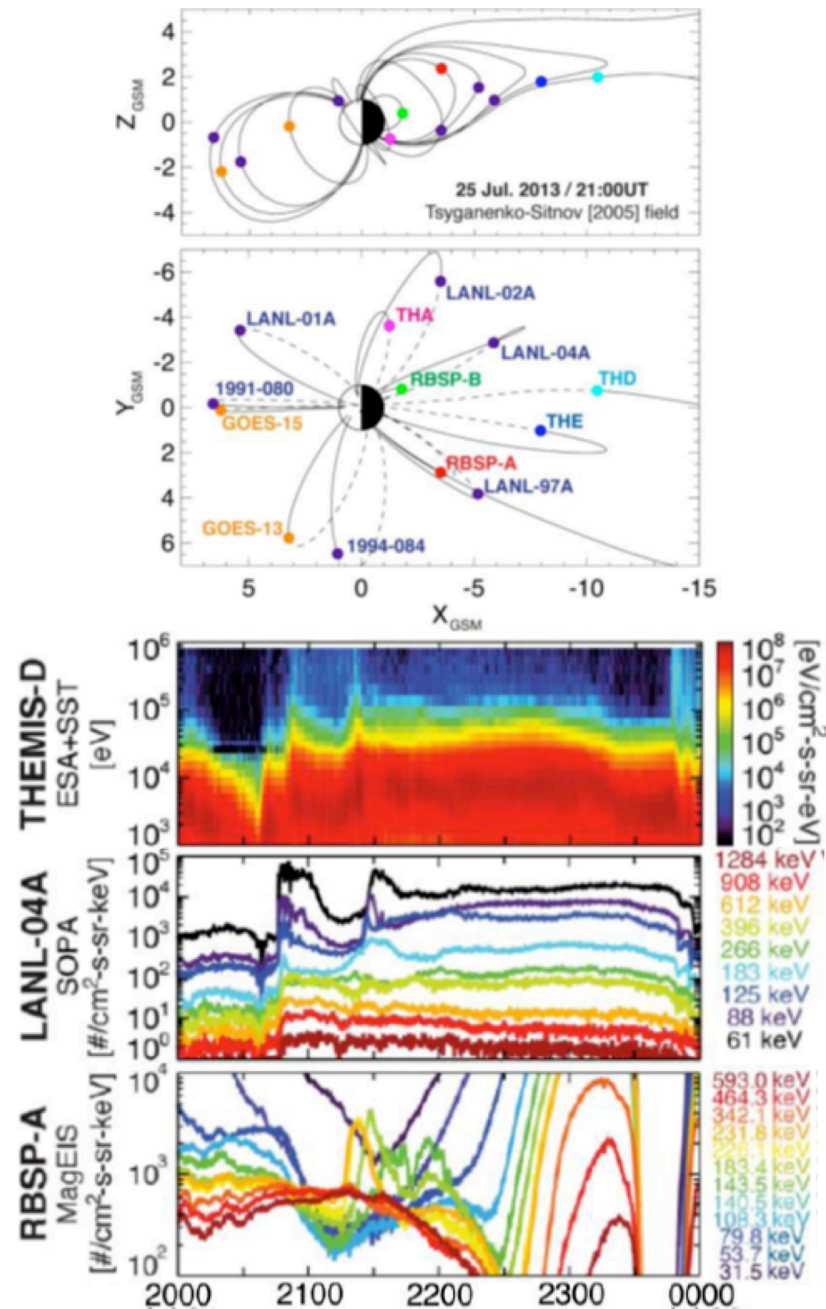 4
2
0
-2
-4
Z GSM
25 Jul. 2013 / 21:00UT
Tsyganenko-Sitnov [2005] field
-6
-4
-2
0
2
4
6
Y GSM
LANL-02A
LANL-01A
THA
LANL-04A
RBSP-B
THD
1991-080
GOES-15
THE
RBSP-A
LANL-97A
GOES-13
1994-084
5
0
-5
-10
-15
X GSM
THEMIS-D
ESA+SST
[eV]
10^6
10^5
10^4
10^3
10^8
10^7
10^6
10^5
10^4
10^3
10^2
[eV/cm^2-s-sr-eV]
LANL-04A
SOPA
[#/cm^2-s-sr-keV]
10^5
10^4
10^3
10^2
10^1
10^0
1284 keV
908 keV
612 keV
396 keV
266 keV
183 keV
125 keV
88 keV
61 keV
RBSP-A
MagEIS
[#/cm^2-s-sr-keV]
10^4
10^3
10^2
593.0 keV
464.3 keV
342.1 keV
231.8 keV
keV
183.4 keV
143.5 keV
keV
108.3 keV
79.8 keV
53.7 keV
31.5 keV
2000
2100
2200
2300
0000